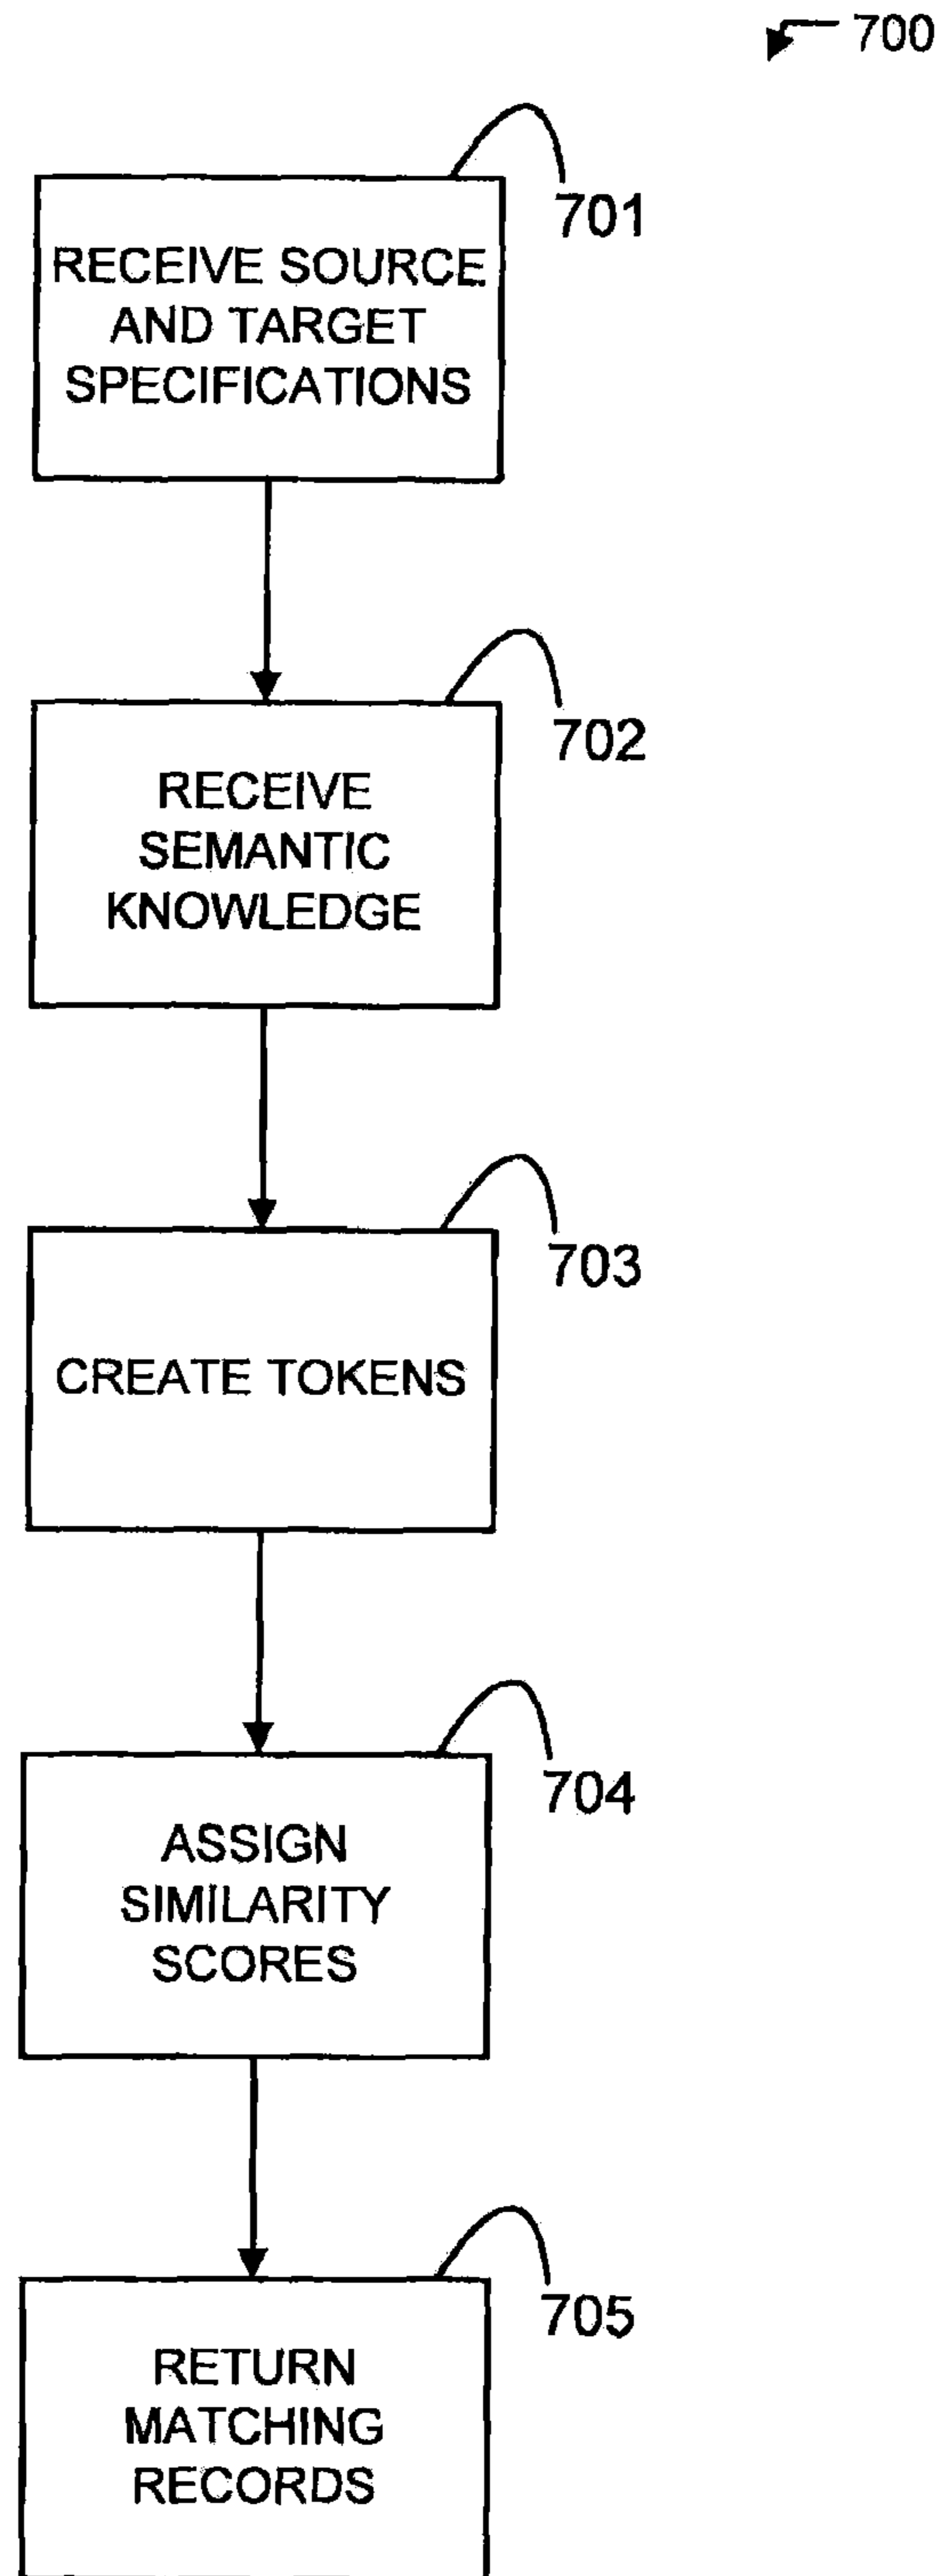 700
701
RECEIVE SOURCE
AND TARGET
SPECIFICATIONS
702
RECEIVE
SEMANTIC
KNOWLEDGE
703
CREATE TOKENS
704
ASSIGN
SIMILARITY
SCORES
705
RETURN
MATCHING
RECORDS